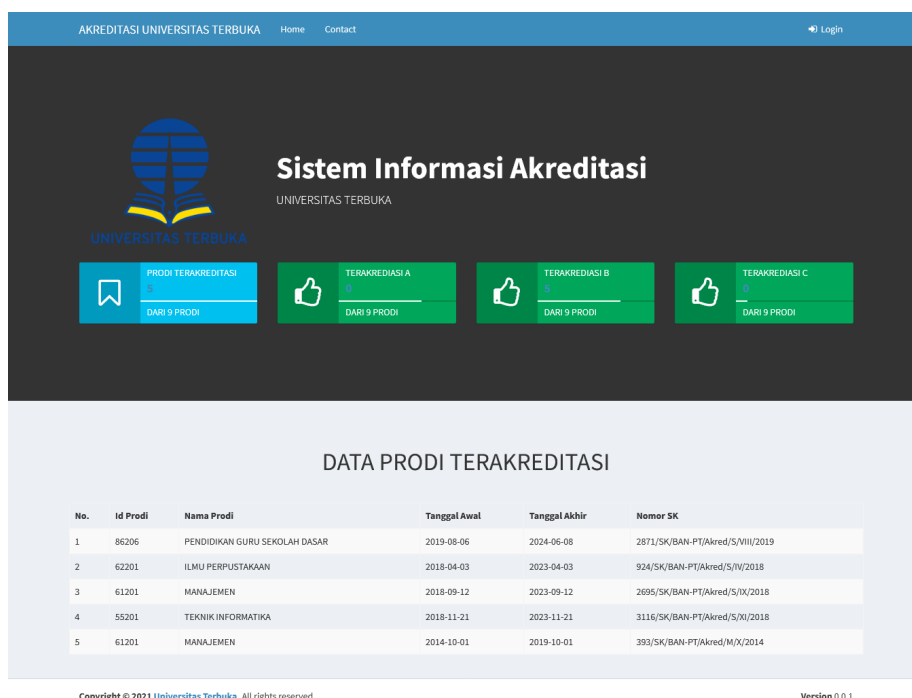 AKREDITASI UNIVERSITAS TERBUKA Home Contact Login
Sistem Informasi Akreditasi
UNIVERSITAS TERBUKA
UNIVERSITAS TERBUKA
PRODI TERAKREDITASI
5
DARI 9 PRODI
TERAKREDIASI A
0
DARI 9 PRODI
TERAKREDIASI B
5
DARI 9 PRODI
TERAKREDIASI C
0
DARI 9 PRODI
DATA PRODI TERAKREDITASI
No. Id Prodi Nama Prodi Tanggal Awal Tanggal Akhir Nomor SK
1 86206 PENDIDIKAN GURU SEKOLAH DASAR 2019-08-06 2024-06-08 2871/SK/BAN-PT/Akred/S/VIII/2019
2 62201 ILMU PERPUSTAKAAN 2018-04-03 2023-04-03 924/SK/BAN-PT/Akred/S/IV/2018
3 61201 MANAJEMEN 2018-09-12 2023-09-12 2695/SK/BAN-PT/Akred/S/IX/2018
4 55201 TEKNIK INFORMATIKA 2018-11-21 2023-11-21 3116/SK/BAN-PT/Akred/S/XI/2018
5 61201 MANAJEMEN 2014-10-01 2019-10-01 393/SK/BAN-PT/Akred/M/X/2014
Copyright © 2021 Universitas Terbuka. All rights reserved. Version 0.0.1